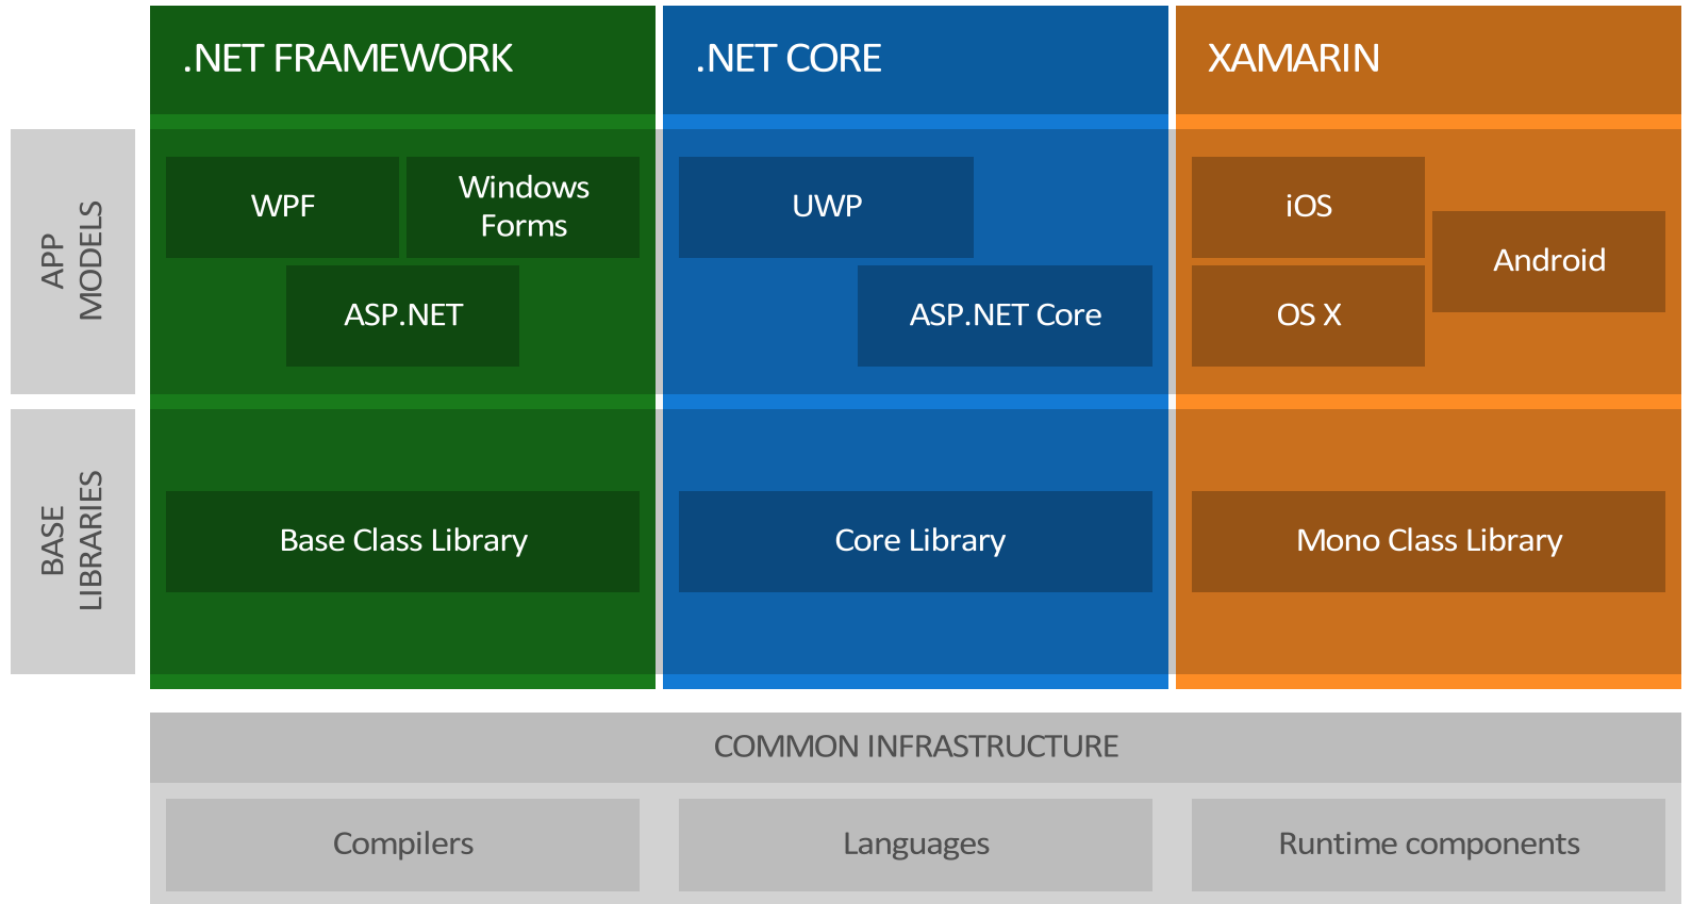 .NET FRAMEWORK
.NET CORE
XAMARIN
APP
MODELS
WPF
Windows
Forms
ASP.NET
UWP
ASP.NET Core
iOS
Android
OS X
BASE
LIBRARIES
Base Class Library
Core Library
Mono Class Library
COMMON INFRASTRUCTURE
Compilers
Languages
Runtime components